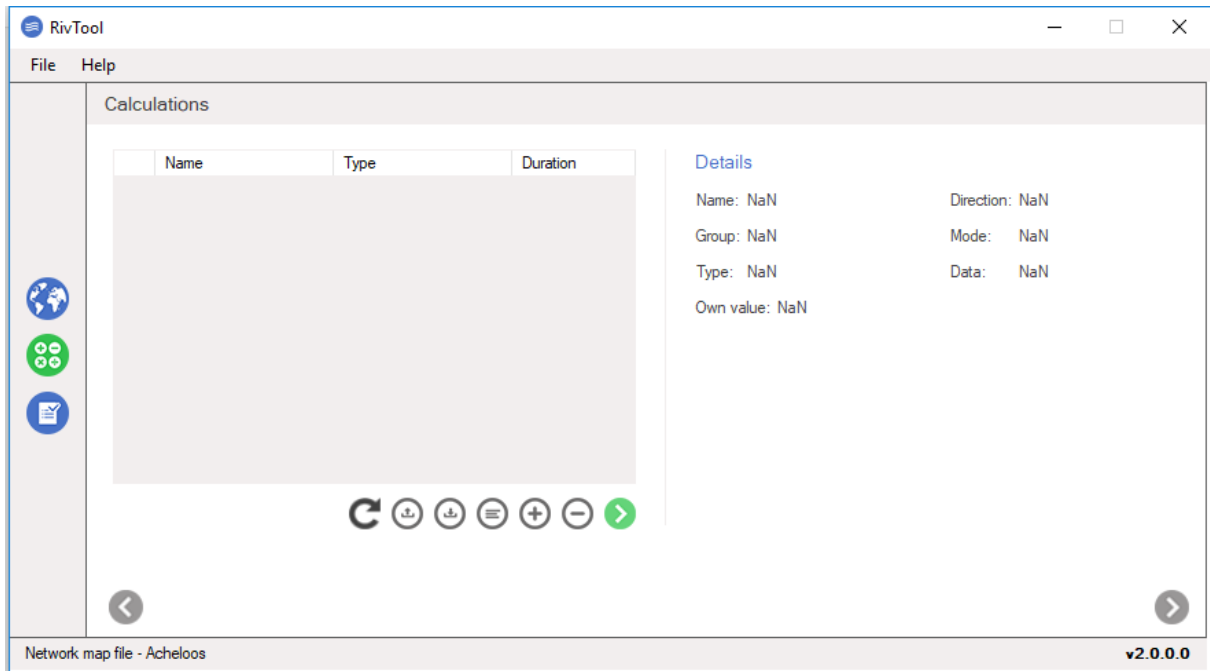 RivTool
File Help
Calculations
Name Type Duration
Details
Name: NaN Direction: NaN
Group: NaN Mode: NaN
Type: NaN Data: NaN
Own value: NaN
Network map file - Acheloos v2.0.0.0